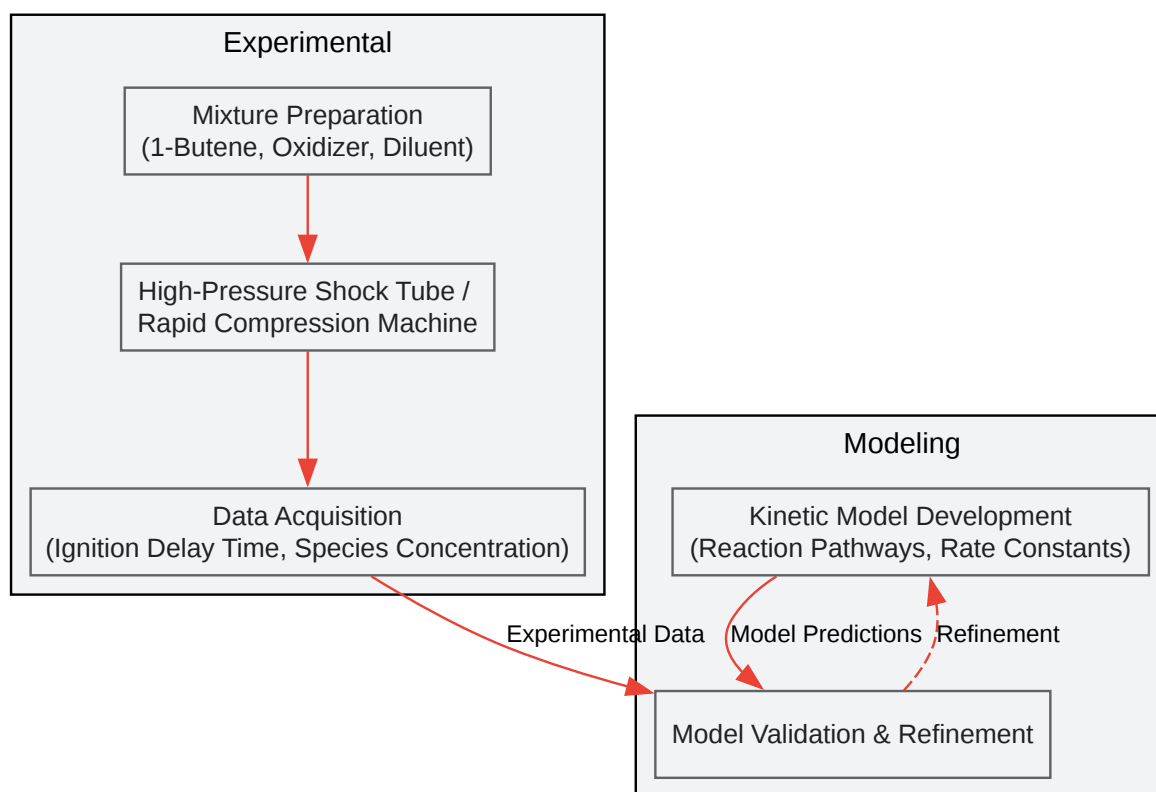 Experimental
Mixture Preparation
(1-Butene, Oxidizer, Diluent)
High-Pressure Shock Tube /
Rapid Compression Machine
Data Acquisition
(Ignition Delay Time, Species Concentration)
Modeling
Kinetic Model Development
(Reaction Pathways, Rate Constants)
Experimental Data
Model Predictions
Refinement
Model Validation & Refinement